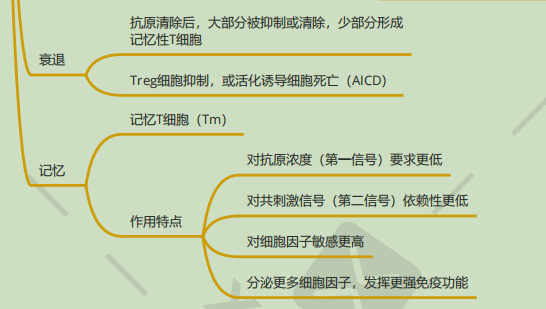 抗原清除后，大部分被抑制或清除，少部分形成
记忆性T细胞
衰退
Treg细胞抑制，或活化诱导细胞死亡（AICD）
记忆T细胞（Tm）
记忆
对抗原浓度（第一信号）要求更低
对共刺激信号（第二信号）依赖性更低
作用特点
对细胞因子敏感更高
分泌更多细胞因子，发挥更强免疫功能